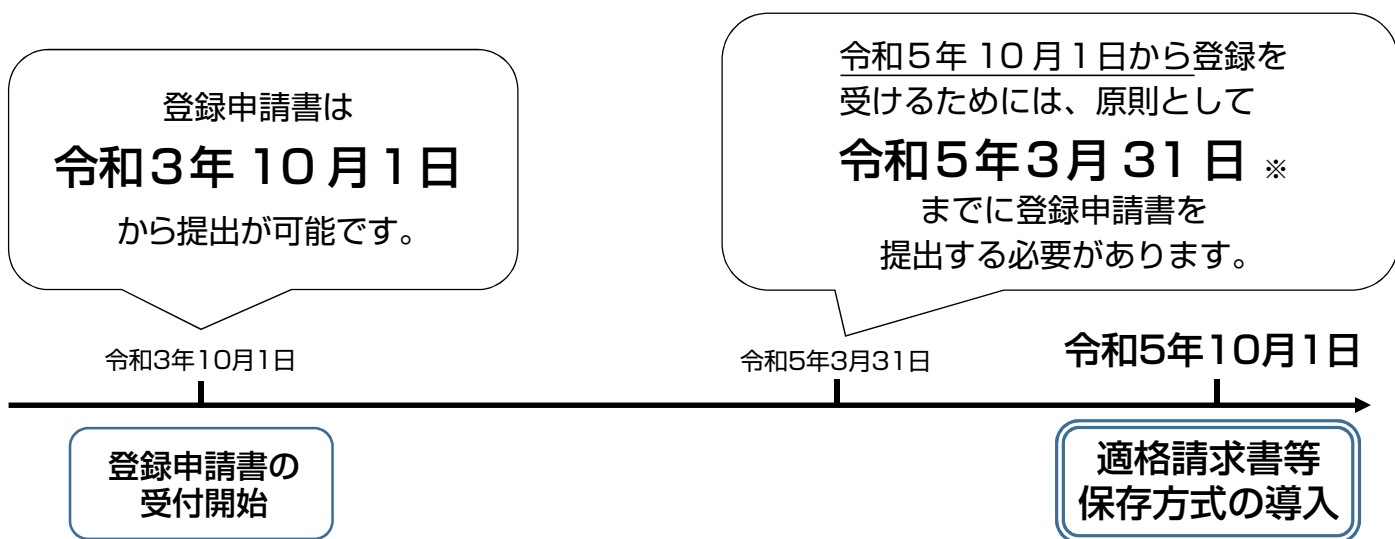 登録申請書は
令和3年10月1日
から提出が可能です。
令和5年10月1日から登録を
受けるためには、原則として
令和5年3月31日 ※
までに登録申請書を
提出する必要があります。
令和3年10月1日
令和5年3月31日
令和5年10月1日
登録申請書の
受付開始
適格請求書等
保存方式の導入